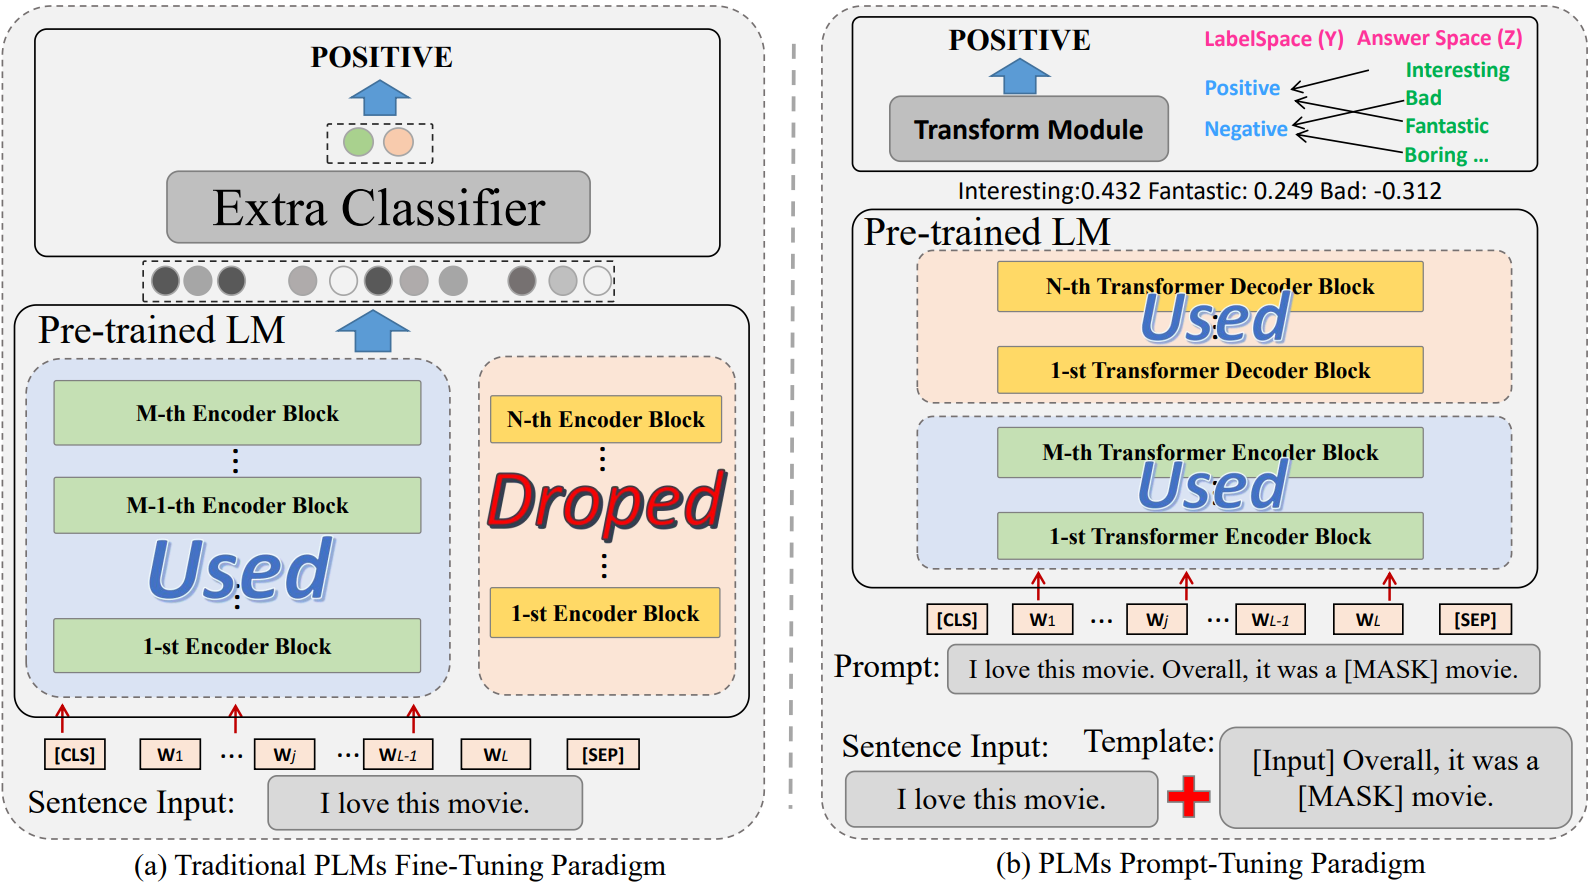 POSITIVE
Extra Classifier
Pre-trained LM
M-th Encoder Block
M-1-th Encoder Block
Used
1-st Encoder Block
N-th Encoder Block
Droped
1-st Encoder Block
[CLS] W1 ... Wj ... WL-1 WL [SEP]
Sentence Input: I love this movie.
(a) Traditional PLMs Fine-Tuning Paradigm
POSITIVE
Transform Module
LabelSpace (Y) Answer Space (Z)
Positive
Negative
Interesting
Bad
Fantastic
Boring ...
Interesting:0.432 Fantastic: 0.249 Bad: -0.312
Pre-trained LM
N-th Transformer Decoder Block
Used
1-st Transformer Decoder Block
M-th Transformer Encoder Block
Used
1-st Transformer Encoder Block
[CLS] W1 ... Wj ... WL-1 WL [SEP]
Prompt: I love this movie. Overall, it was a [MASK] movie.
Sentence Input:
I love this movie.
Template:
[Input] Overall, it was a
[MASK] movie.
(b) PLMs Prompt-Tuning Paradigm